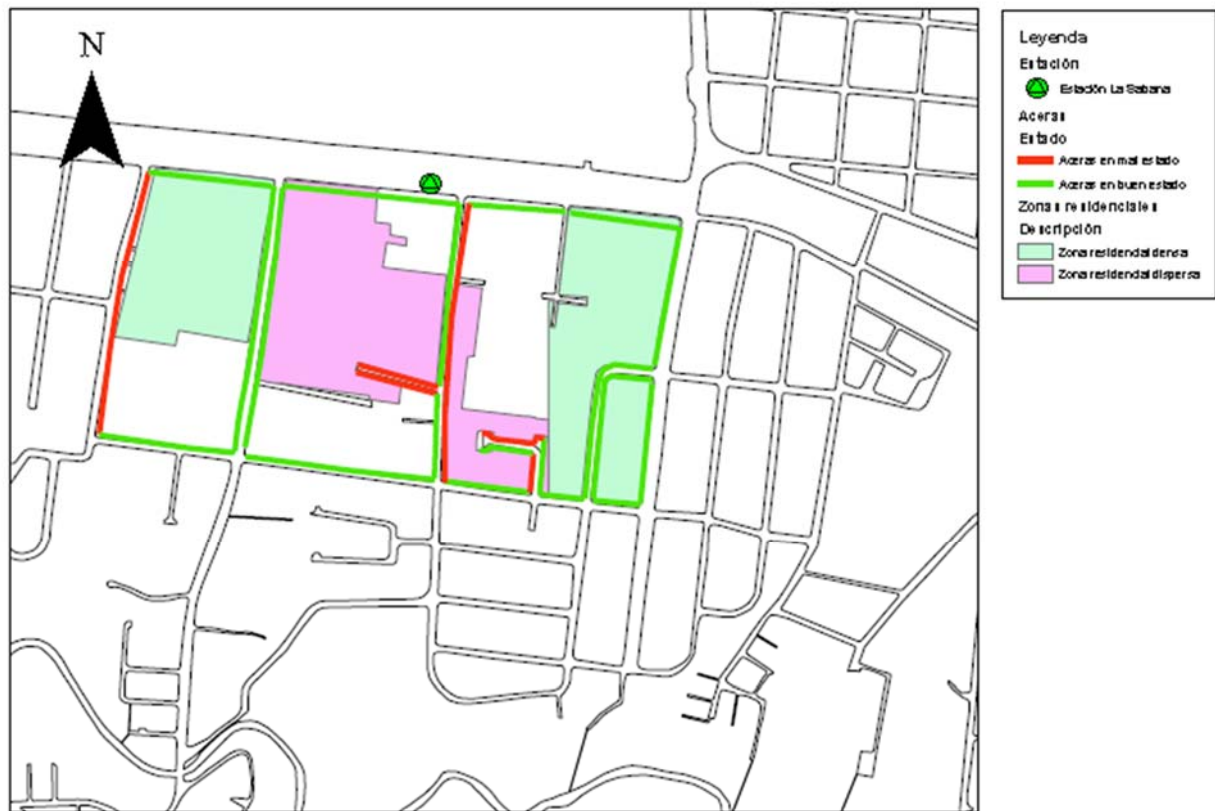 N
Leyenda
Estación
Estación La Sabana
Aceras
Estado
Aceras en mal estado
Aceras en buen estado
Zonas residenciales
Descripción
Zona residencial densa
Zona residencial dispersa